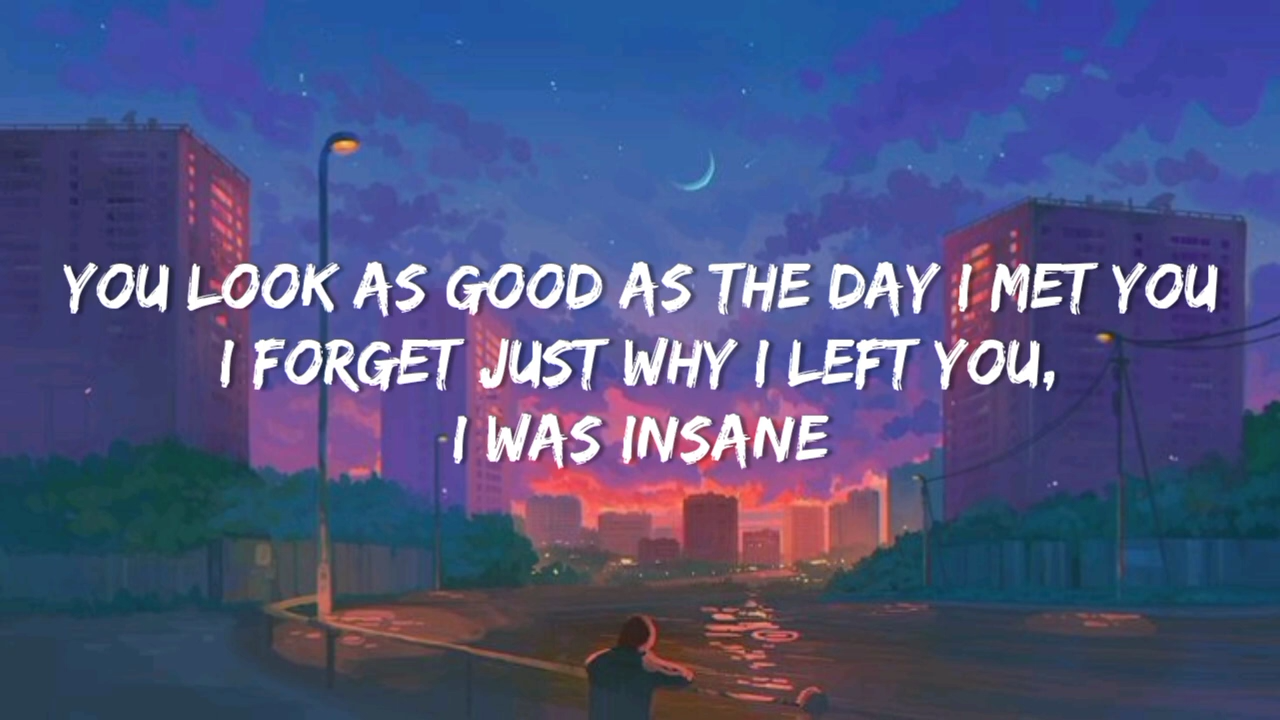 YOU LOOK AS GOOD AS THE DAY I MET YOU
I FORGET JUST WHY I LEFT YOU,
I WAS INSANE